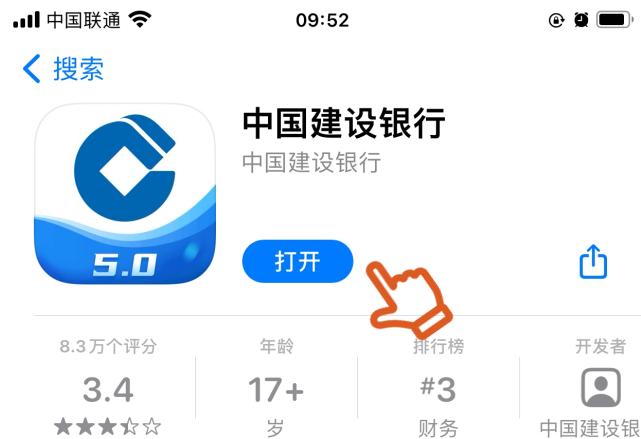 中国联通 09:52
搜索
中国建设银行
中国建设银行
5.0
打开
8.3万个评分 年龄 排行榜 开发者
3.4 17+ #3
岁 财务 中国建设银